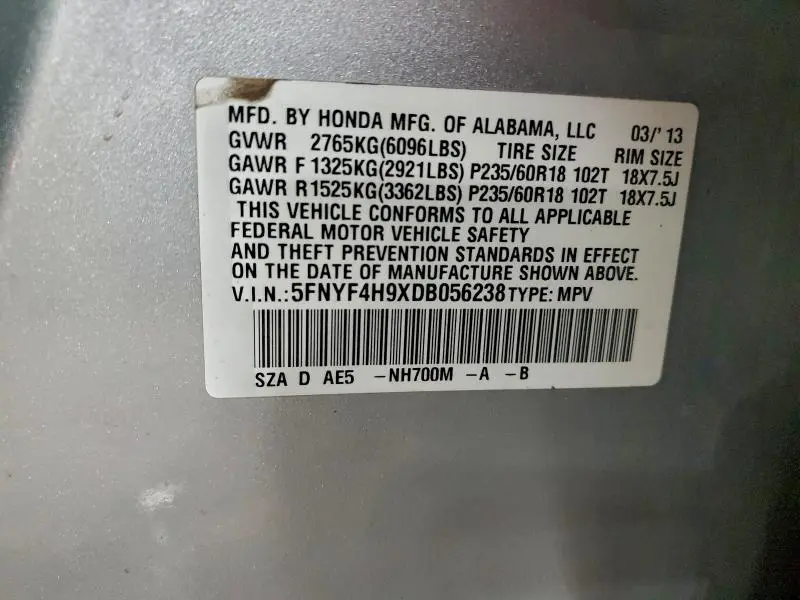 MFD. BY HONDA MFG. OF ALABAMA, LLC 03/'13
GVWR 2765KG(6096LBS) TIRE SIZE RIM SIZE
GAWR F 1325KG(2921LBS) P235/60R18 102T 18X7.5J
GAWR R1525KG(3362LBS) P235/60R18 102T 18X7.5J
THIS VEHICLE CONFORMS TO ALL APPLICABLE
FEDERAL MOTOR VEHICLE SAFETY
AND THEFT PREVENTION STANDARDS IN EFFECT
ON THE DATE OF MANUFACTURE SHOWN ABOVE.
V.I.N.:5FNYF4H9XDB056238 TYPE: MPV
SZA D AE5 -NH700M -A -B